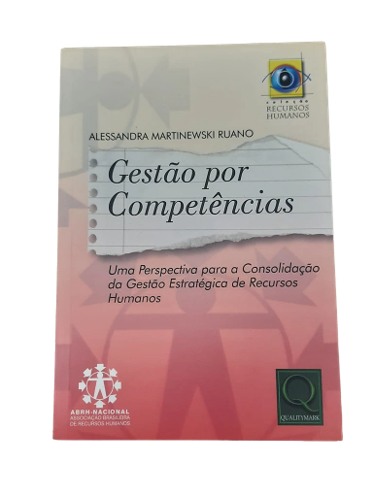 coleção
RECURSOS
HUMANOS
ALESSANDRA MARTINEWSKI RUANO
Gestão por
Competências
Uma Perspectiva para a Consolidação
da Gestão Estratégica de Recursos
Humanos
ABRH-NACIONAL
ASSOCIAÇÃO BRASILEIRA
DE RECURSOS HUMANOS
Q
QUALITYMARK